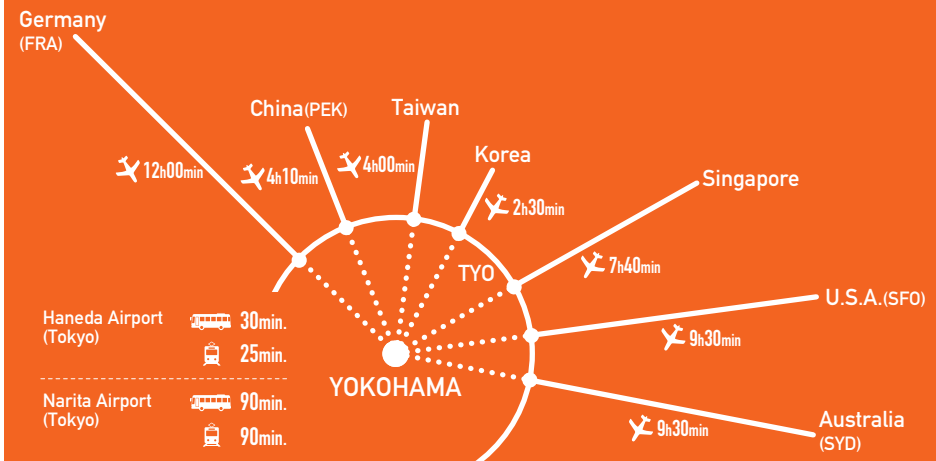 Germany
(FRA)
China(PEK)
Taiwan
Korea
Singapore
12h00min
4h10min
4h00min
2h30min
TYO
7h40min
U.S.A.(SFO)
9h30min
Haneda Airport
(Tokyo)
30min.
25min.
YOKOHAMA
Narita Airport
(Tokyo)
90min.
90min.
9h30min
Australia
(SYD)